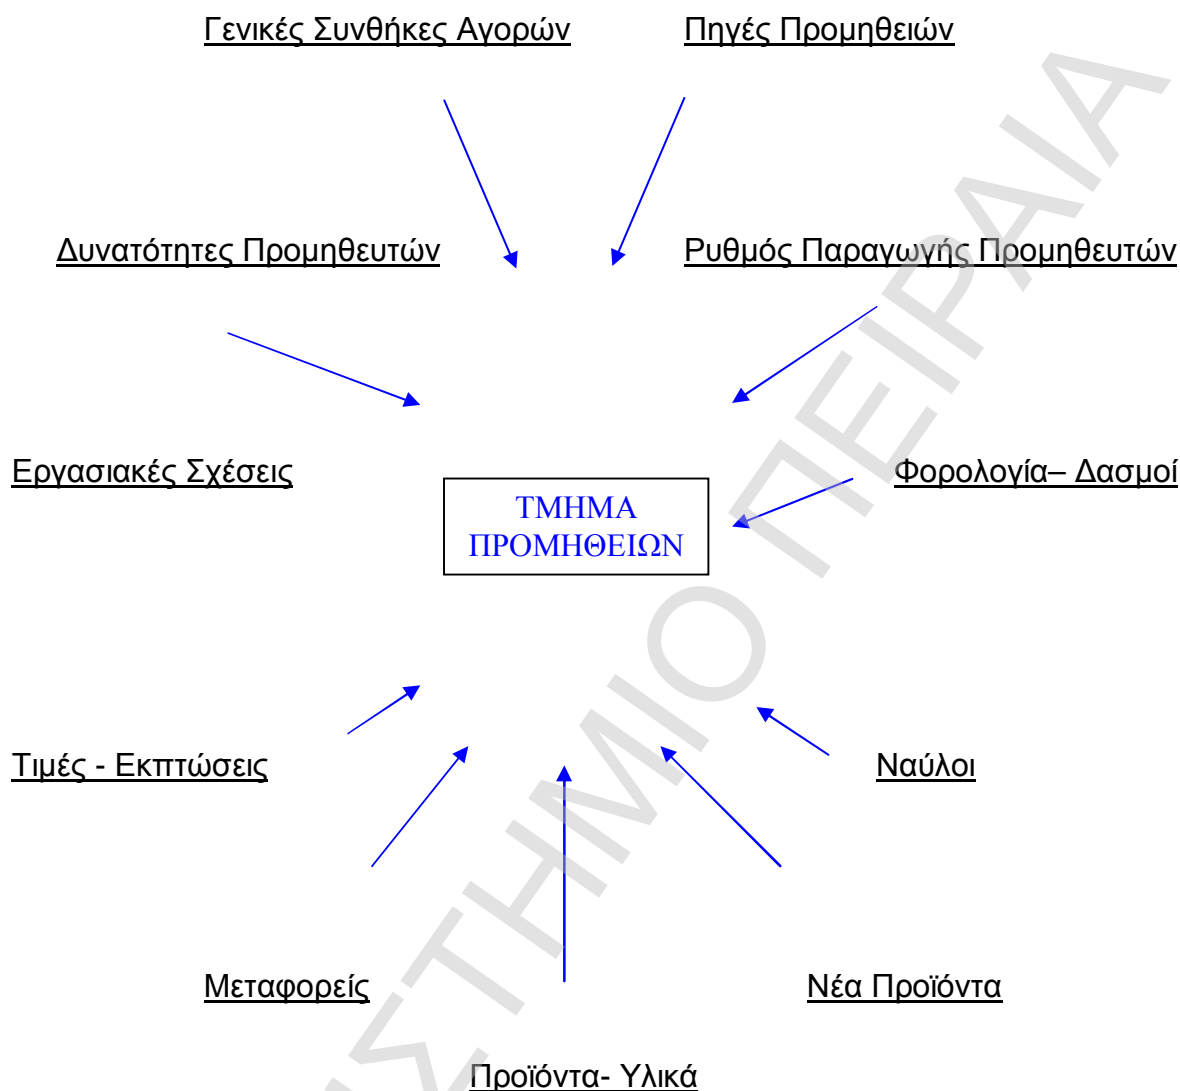 Γενικές Συνθήκες Αγορών
Πηγές Προμηθειών
Δυνατότητες Προμηθευτών
Ρυθμός Παραγωγής Προμηθευτών
Εργασιακές Σχέσεις
Φορολογία– Δασμοί
ΤΜΗΜΑ
ΠΡΟΜΗΘΕΙΩΝ
Τιμές - Εκπτώσεις
Ναύλοι
Μεταφορείς
Νέα Προϊόντα
Προϊόντα- Υλικά
ΙΣΤΗΜΙΟ ΠΕΙΡΑΙΑ